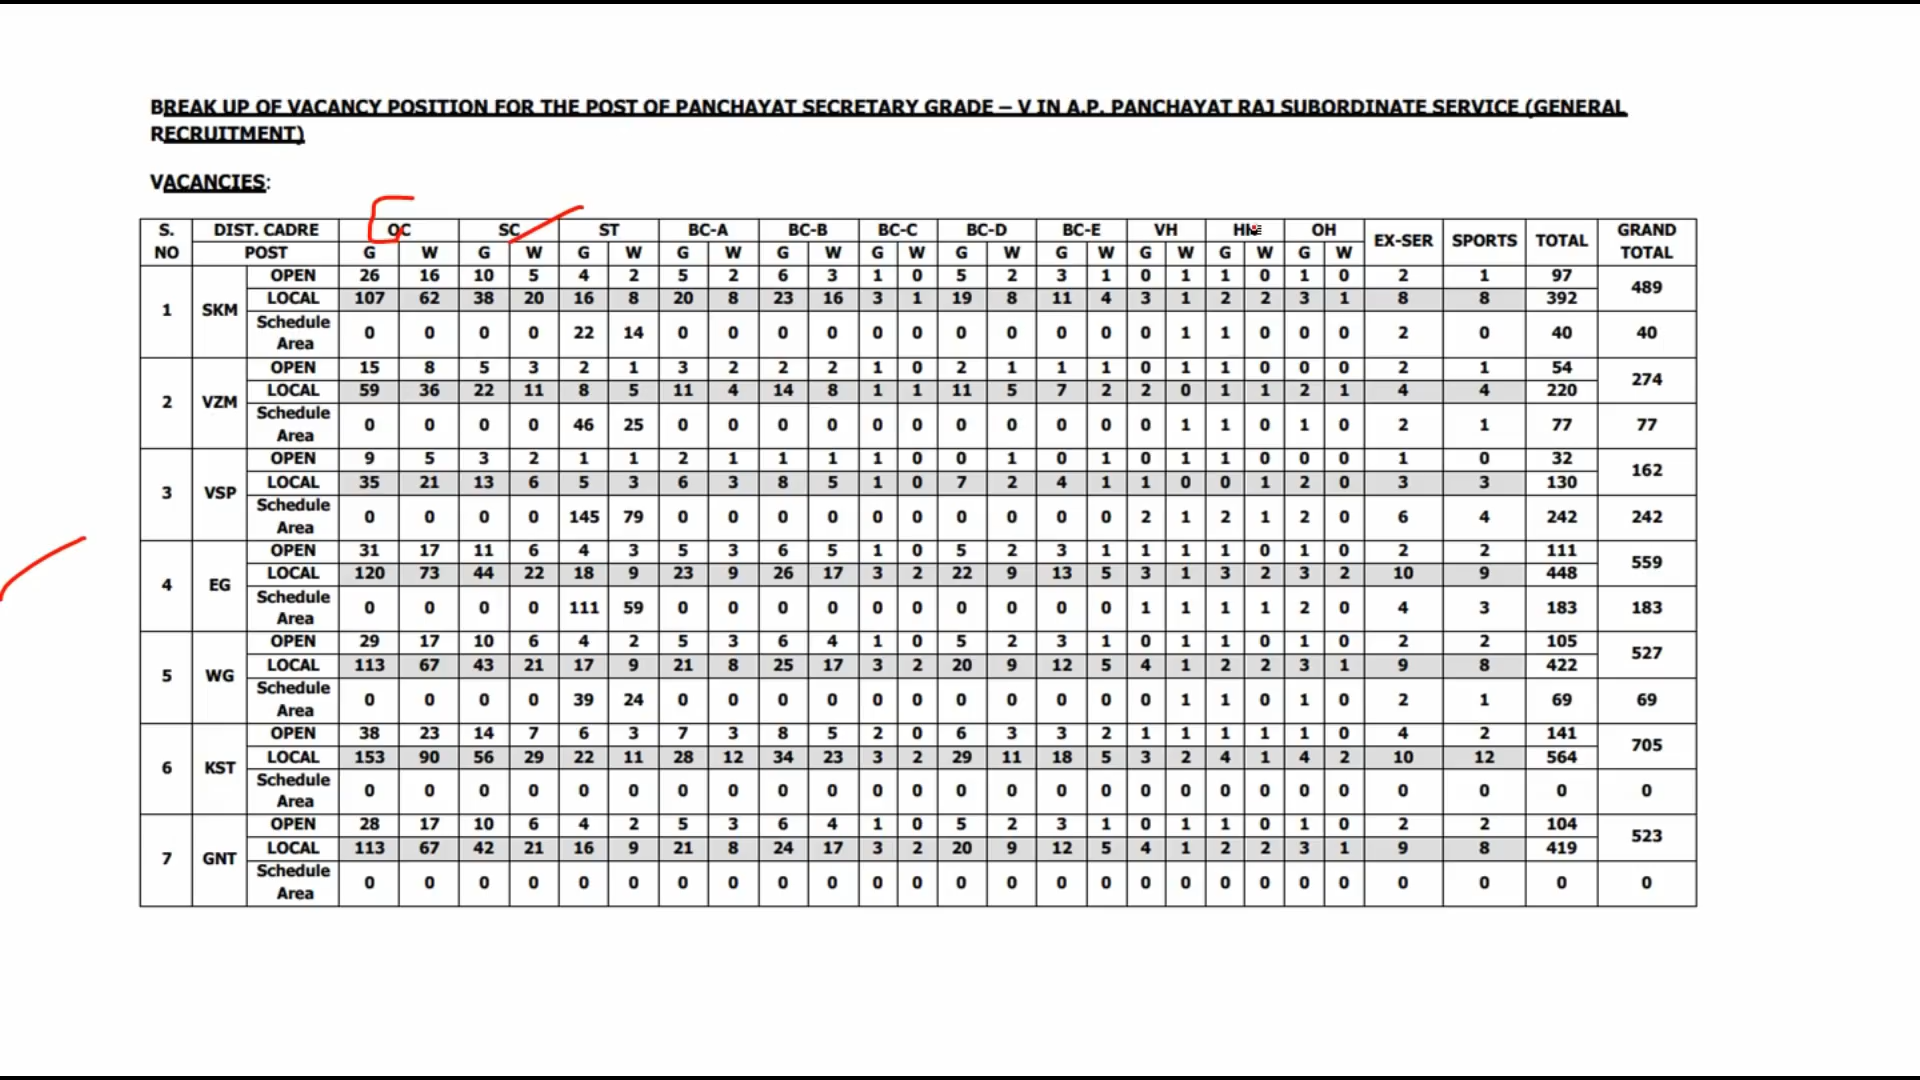 BREAK UP OF VACANCY POSITION FOR THE POST OF PANCHAYAT SECRETARY GRADE – V IN A.P. PANCHAYAT RAJ SUBORDINATE SERVICE (GENERAL
RECRUITMENT)
VACANCIES:
S. NO DIST. CADRE POST OC SC ST BC-A BC-B BC-C BC-D BC-E VH OH EX-SER SPORTS TOTAL GRAND TOTAL
G W G W G W G W G W G W G W G W G W G W G W
1 SKM OPEN 26 16 10 5 4 2 5 2 6 3 1 0 5 2 3 1 0 1 1 0 1 0 2 1 97 489
LOCAL 107 62 38 20 16 8 20 8 23 16 3 1 19 8 11 4 3 1 2 2 3 1 8 8 392
Schedule Area 0 0 0 0 22 14 0 0 0 0 0 0 0 0 0 0 0 1 1 0 0 0 2 0 40 40
2 VZM OPEN 15 8 5 3 2 1 3 2 2 2 1 0 2 1 1 1 0 1 1 0 0 0 2 1 54 274
LOCAL 59 36 22 11 8 5 11 4 14 8 1 1 11 5 7 2 2 0 1 1 2 1 4 4 220
Schedule Area 0 0 0 0 46 25 0 0 0 0 0 0 0 0 0 0 0 1 1 0 1 0 2 1 77 77
3 VSP OPEN 9 5 3 2 1 1 2 1 1 1 1 0 0 1 0 1 0 1 1 0 0 0 1 0 32 162
LOCAL 35 21 13 6 5 3 6 3 8 5 1 0 7 2 4 1 1 0 0 1 2 0 3 3 130
Schedule Area 0 0 0 0 145 79 0 0 0 0 0 0 0 0 0 0 2 1 2 1 2 0 6 4 242 242
4 EG OPEN 31 17 11 6 4 3 5 3 6 5 1 0 5 2 3 1 1 1 1 0 1 0 2 2 111 559
LOCAL 120 73 44 22 18 9 23 9 26 17 3 2 22 9 13 5 3 1 3 2 3 2 10 9 448
Schedule Area 0 0 0 0 111 59 0 0 0 0 0 0 0 0 0 0 1 1 1 1 2 0 4 3 183 183
5 WG OPEN 29 17 10 6 4 2 5 3 6 4 1 0 5 2 3 1 0 1 1 0 1 0 2 2 105 527
LOCAL 113 67 43 21 17 9 21 8 25 17 3 2 20 9 12 5 4 1 2 2 3 1 9 8 422
Schedule Area 0 0 0 0 39 24 0 0 0 0 0 0 0 0 0 0 0 1 1 0 1 0 2 1 69 69
6 KST OPEN 38 23 14 7 6 3 7 3 8 5 2 0 6 3 3 2 1 1 1 1 1 0 4 2 141 705
LOCAL 153 90 56 29 22 11 28 12 34 23 3 2 29 11 18 5 3 2 4 1 4 2 10 12 564
Schedule Area 0 0 0 0 0 0 0 0 0 0 0 0 0 0 0 0 0 0 0 0 0 0 0 0 0 0
7 GNT OPEN 28 17 10 6 4 2 5 3 6 4 1 0 5 2 3 1 0 1 1 0 1 0 2 2 104 523
LOCAL 113 67 42 21 16 9 21 8 24 17 3 2 20 9 12 5 4 1 2 2 3 1 9 8 419
Schedule Area 0 0 0 0 0 0 0 0 0 0 0 0 0 0 0 0 0 0 0 0 0 0 0 0 0 0